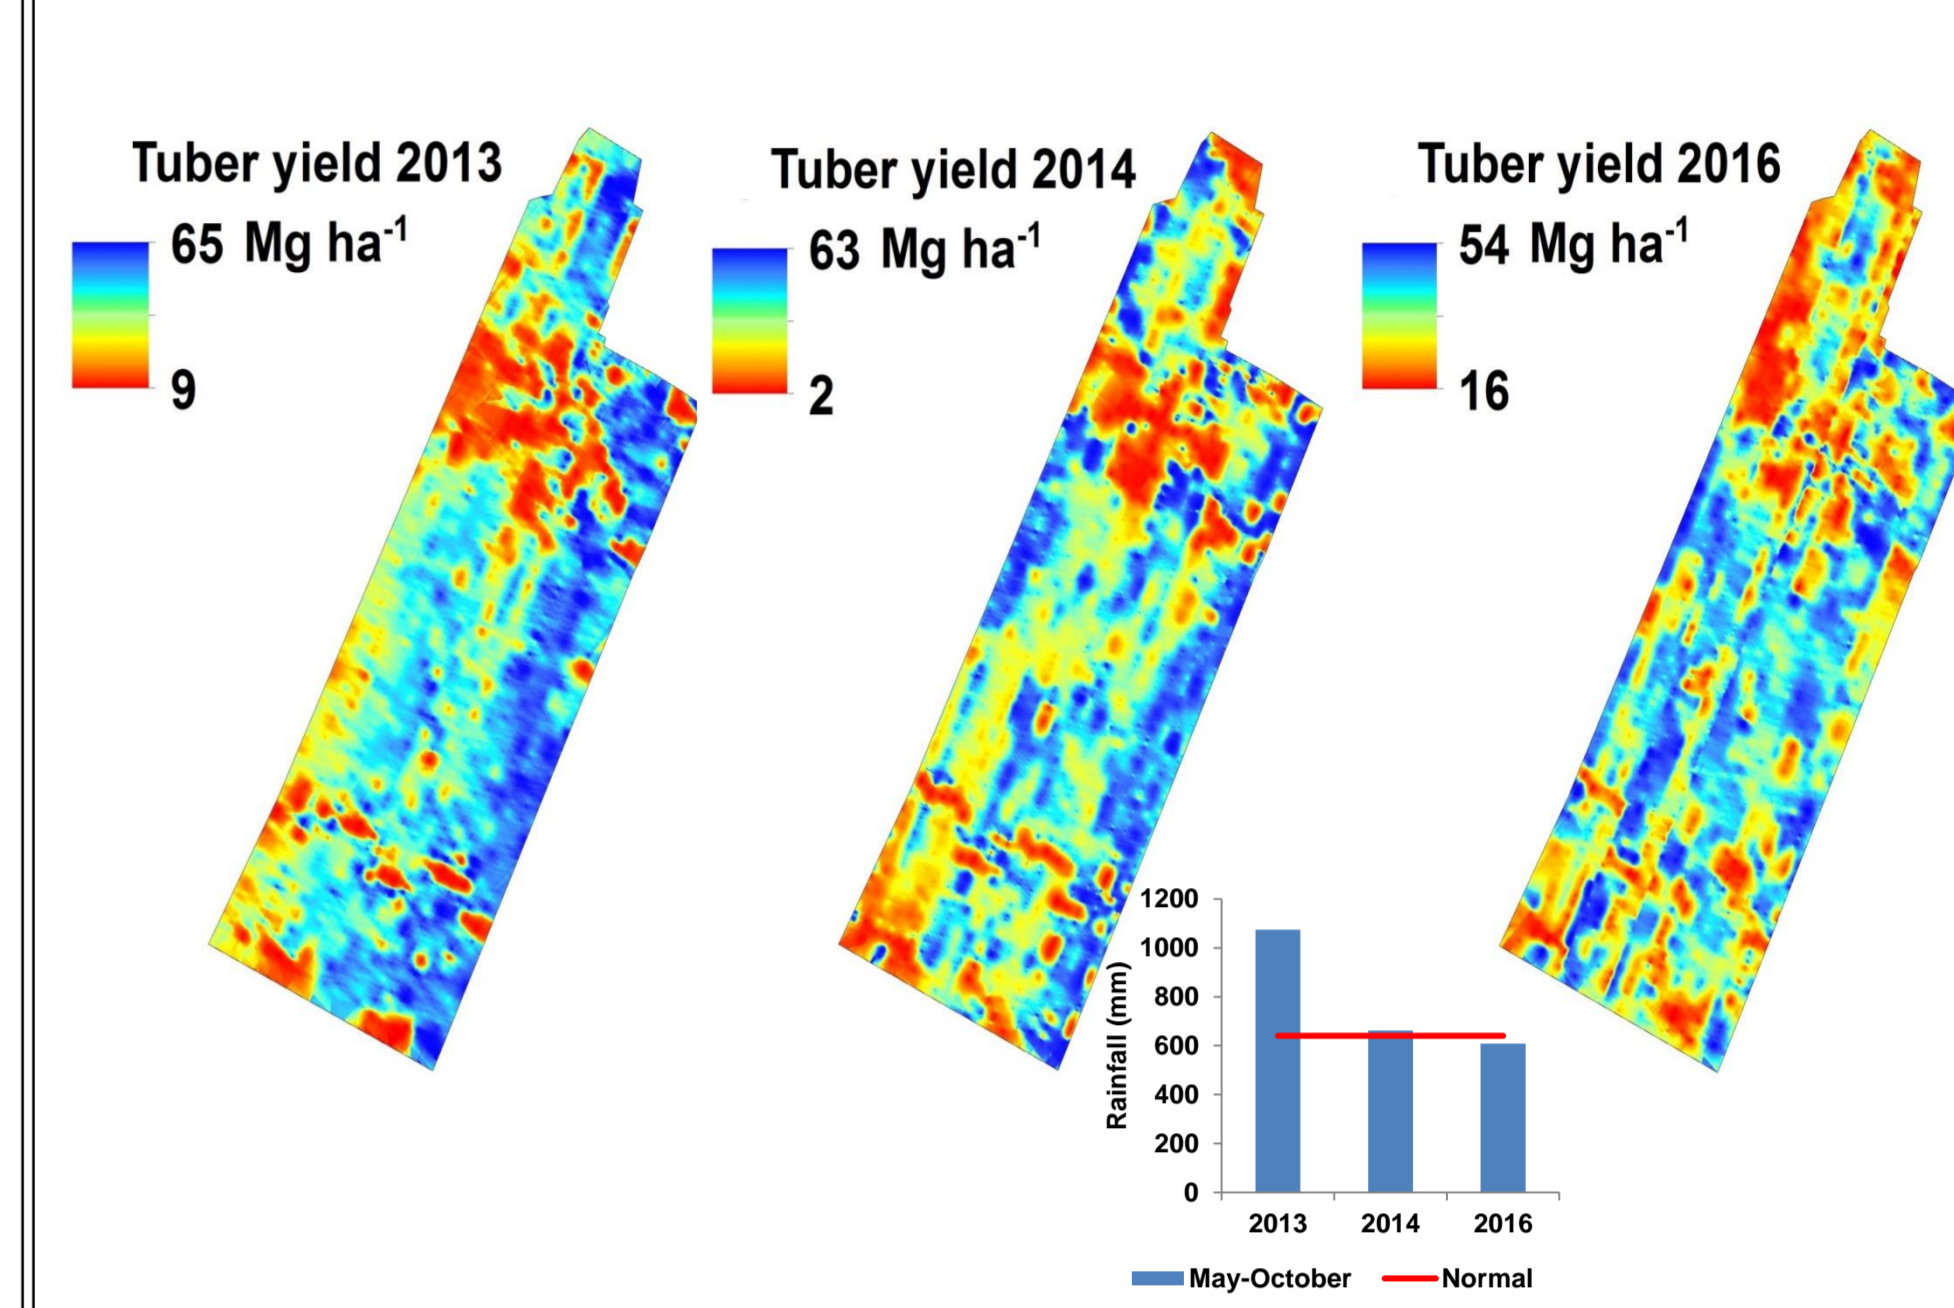 Tuber yield 2013
65 Mg ha-1
9
Tuber yield 2014
63 Mg ha-1
2
Tuber yield 2016
54 Mg ha-1
16
Rainfall (mm)
1200
1000
800
600
400
200
0
2013 2014 2016
May-October Normal